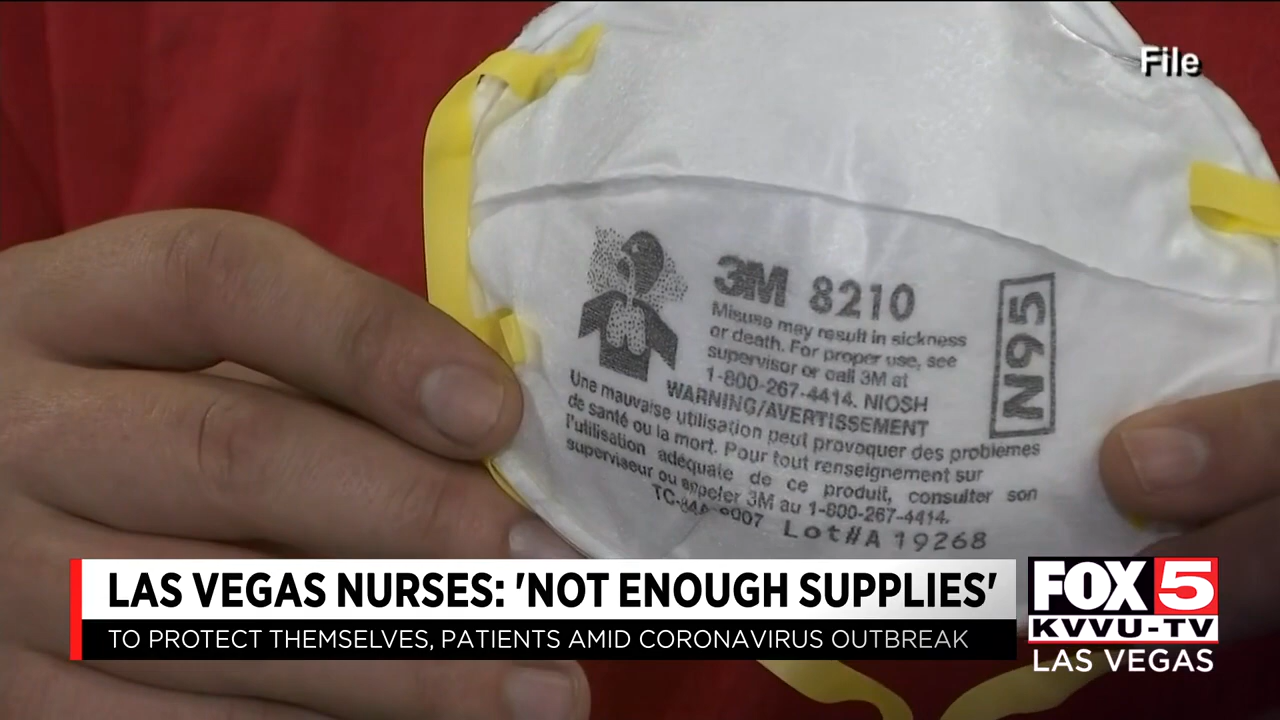 File
3M 8210
Misuse may result in sickness
or death. For proper use, see
supervisor or call 3M at
1-800-267-4414. NIOSH
WARNING/AVERTISSEMENT
N95
Une mauvaise utilisation peut provoquer des problèmes
de santé ou la mort. Pour tout renseignement sur
l'utilisation adéquate de ce produit, consulter son
superviseur ou appeler 3M au 1-800-267-4414.
TC-84A-0007 Lot#A 19268
LAS VEGAS NURSES: 'NOT ENOUGH SUPPLIES'
TO PROTECT THEMSELVES, PATIENTS AMID CORONAVIRUS OUTBREAK
FOX 5
KVVU-TV
LAS VEGAS